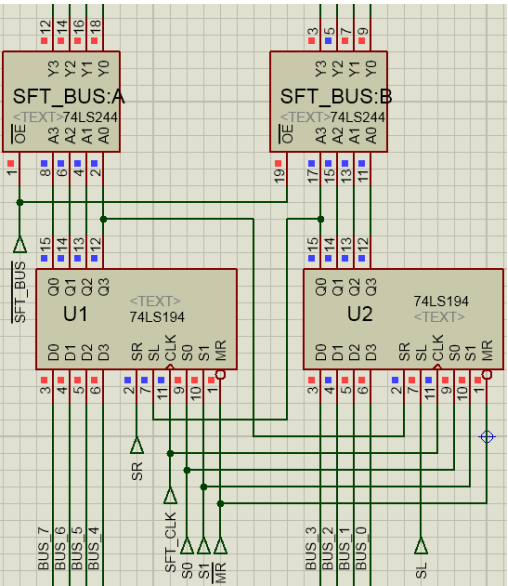 12 14 16 18
3 5 7 9
Y3 Y2 Y1 Y0
Y3 Y2 Y1 Y0
SFT_BUS:A
SFT_BUS:B
<TEXT> 74LS244
<TEXT> 74LS244
OE A3 A2 A1 A0
OE A3 A2 A1 A0
1 8 6 4 2
19 17 15 13 11
SFT_BUS
15 14 13 12
15 14 13 12
Q0 Q1 Q2 Q3
Q0 Q1 Q2 Q3
U1
<TEXT>
74LS194
U2
74LS194
<TEXT>
D0 D1 D2 D3 SR SL CLK S0 S1 MR
D0 D1 D2 D3 SR SL CLK S0 S1 MR
3 4 5 6 2 7 11 9 10 1
3 4 5 6 2 7 11 9 10 1
BUS_7 BUS_6 BUS_5 BUS_4
SR
SFT_CLK
S0
S1
MR
BUS_3 BUS_2 BUS_1 BUS_0
SL